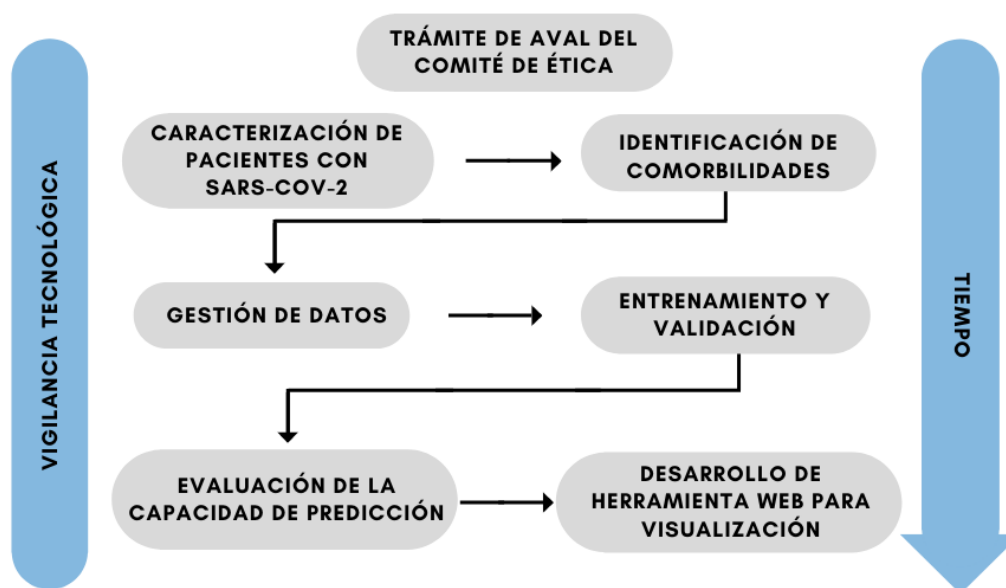 TRÁMITE DE AVAL DEL
COMITÉ DE ÉTICA
CARACTERIZACIÓN DE
PACIENTES CON
SARS-COV-2
IDENTIFICACIÓN DE
COMORBILIDADES
GESTIÓN DE DATOS
ENTRENAMIENTO Y
VALIDACIÓN
EVALUACIÓN DE LA
CAPACIDAD DE PREDICCIÓN
DESARROLLO DE
HERRAMIENTA WEB PARA
VISUALIZACIÓN
VIGILANCIA TECNOLÓGICA
TIEMPO